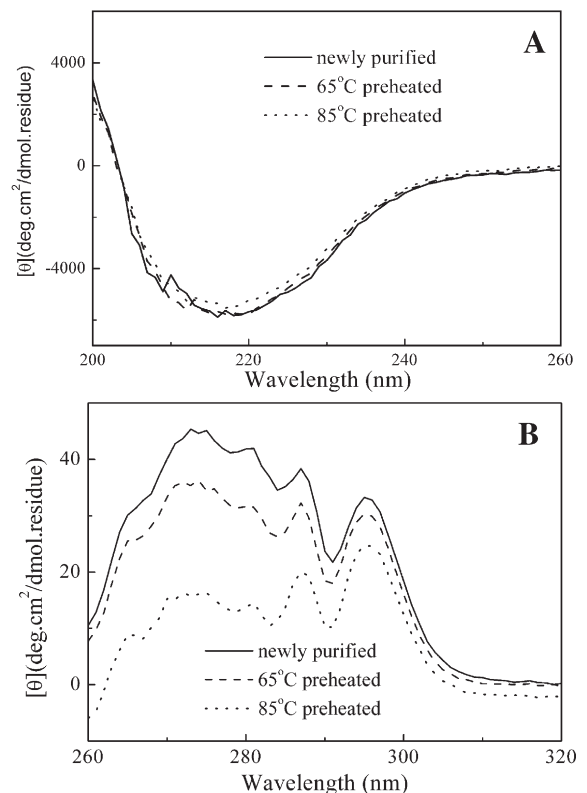 A
newly purified
65°C preheated
85°C preheated
[θ](deg.cm²/dmol.residue)
4000
0
-4000
200
220
240
260
Wavelength (nm)
B
[θ](deg.cm²/dmol.residue)
40
20
0
newly purified
65°C preheated
85°C preheated
260
280
300
320
Wavelength (nm)